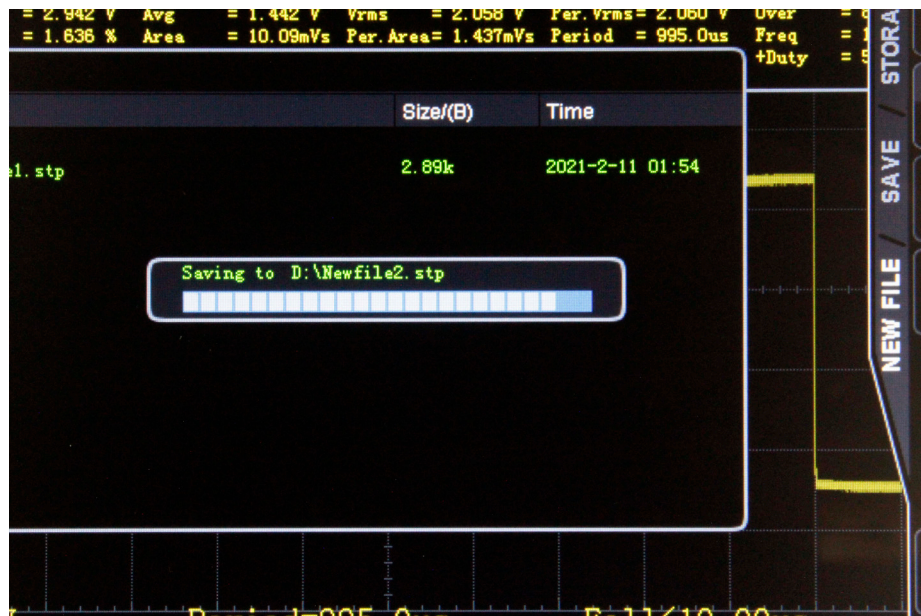 = 2.942 V Avg = 1.442 V Vrms = 2.058 V Per.Vrms= 2.060 V Over =
= 1.636 % Area = 10.09mVs Per.Area= 1.437mVs Period = 995.0us Freq =
+Duty =
Size/(B) Time
.stp 2.89k 2021-2-11 01:54
Saving to D:\Newfile2.stp
NEW FILE / SAVE /